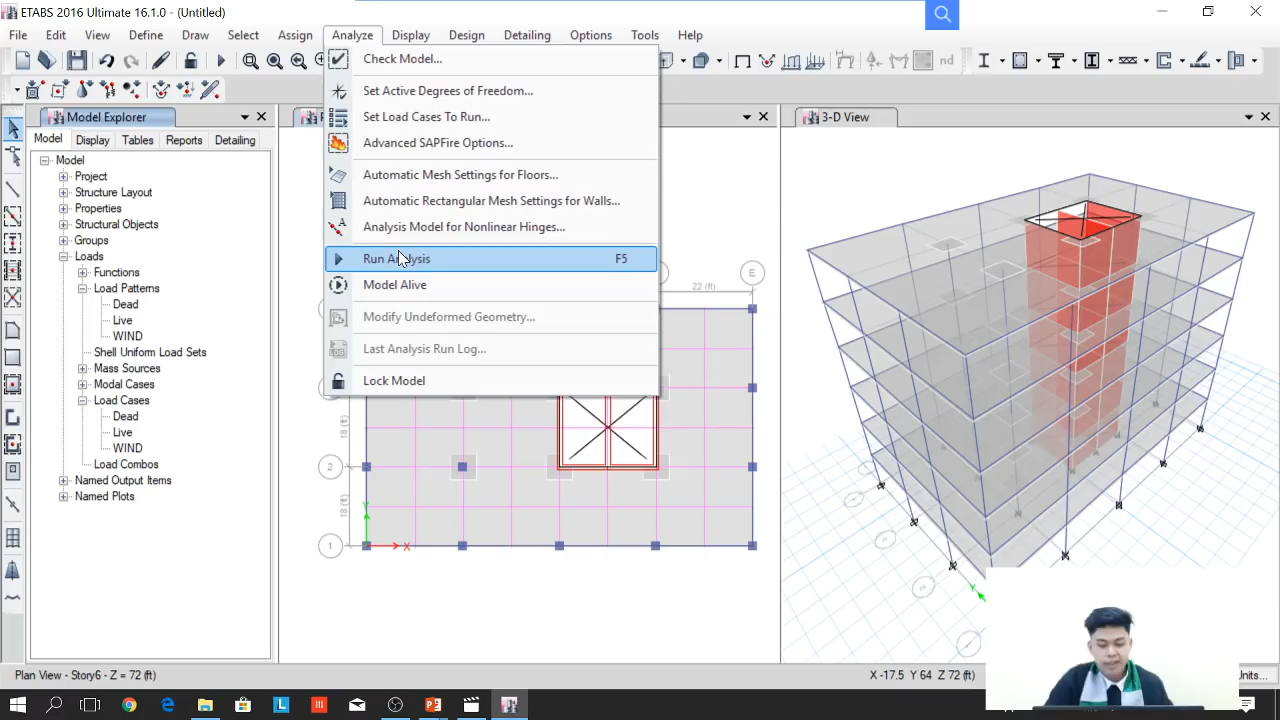 ETABS 2016 Ultimate 16.1.0 - (Untitled)
File Edit View Define Draw Select Assign Analyze Display Design Detailing Options Tools Help
nd
Model Explorer
Model Display Tables Reports Detailing
Model
Project
Structure Layout
Properties
Structural Objects
Groups
Loads
Functions
Load Patterns
Dead
Live
WIND
Shell Uniform Load Sets
Mass Sources
Modal Cases
Load Cases
Dead
Live
WIND
Load Combos
Named Output Items
Named Plots
Check Model...
Set Active Degrees of Freedom...
Set Load Cases To Run...
Advanced SAPFire Options...
Automatic Mesh Settings for Floors...
Automatic Rectangular Mesh Settings for Walls...
Analysis Model for Nonlinear Hinges...
Run Analysis F5
Model Alive
Modify Undeformed Geometry...
Last Analysis Run Log...
Lock Model
E
22 (ft)
18 (ft)
2
18 (ft)
Y
1
X
3-D View
Y
Plan View - Story6 - Z = 72 (ft)
X -17.5 Y 64 Z 72 (ft)
Units...